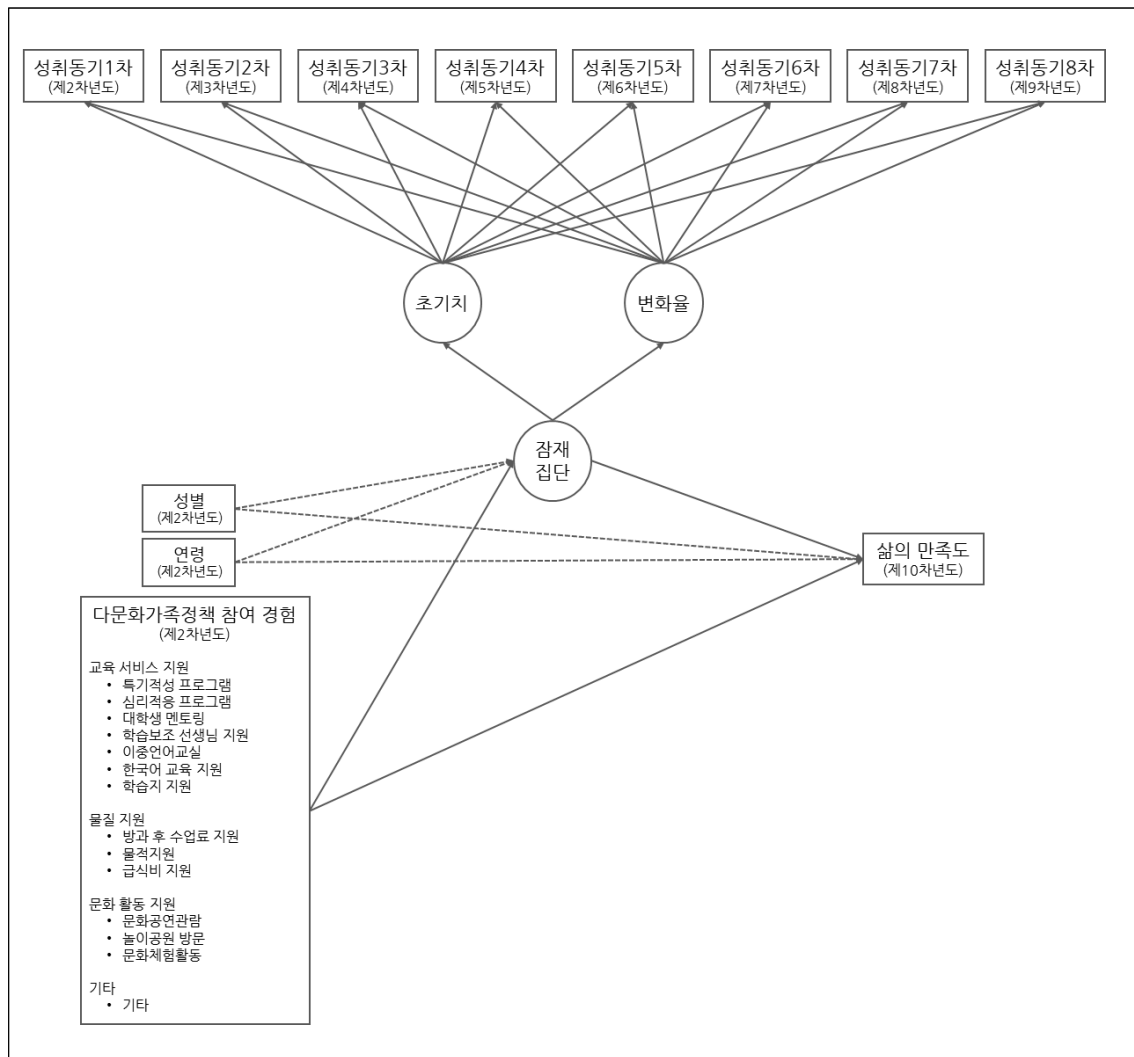 성취동기1차
(제2차년도)
성취동기2차
(제3차년도)
성취동기3차
(제4차년도)
성취동기4차
(제5차년도)
성취동기5차
(제6차년도)
성취동기6차
(제7차년도)
성취동기7차
(제8차년도)
성취동기8차
(제9차년도)
초기치
변화율
잠재
집단
성별
(제2차년도)
연령
(제2차년도)
삶의 만족도
(제10차년도)
다문화가족정책 참여 경험
(제2차년도)
교육 서비스 지원
• 특기적성 프로그램
• 심리적응 프로그램
• 대학생 멘토링
• 학습보조 선생님 지원
• 이중언어교실
• 한국어 교육 지원
• 학습지 지원
물질 지원
• 방과 후 수업료 지원
• 물적지원
• 급식비 지원
문화 활동 지원
• 문화공연관람
• 놀이공원 방문
• 문화체험활동
기타
• 기타